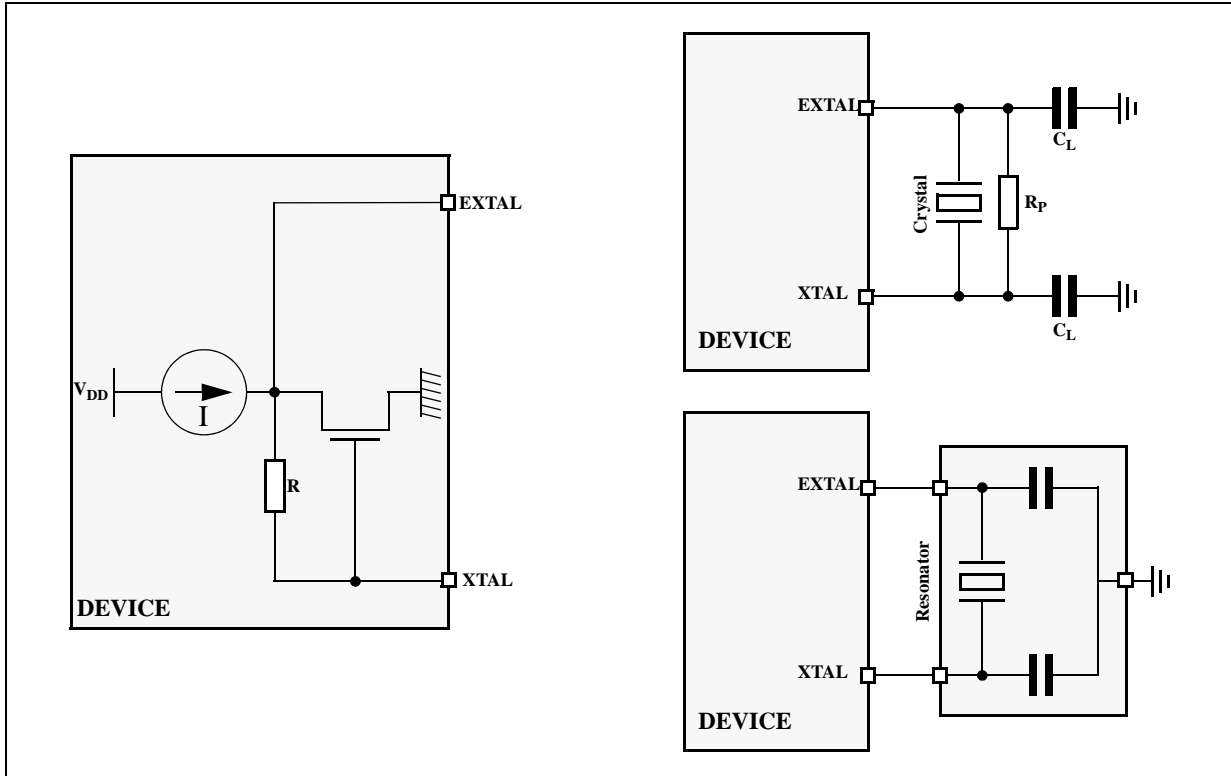 EXTAL
V_DD
I
R
XTAL
DEVICE
EXTAL
C_L
Crystal
R_P
XTAL
C_L
DEVICE
EXTAL
Resonator
XTAL
DEVICE